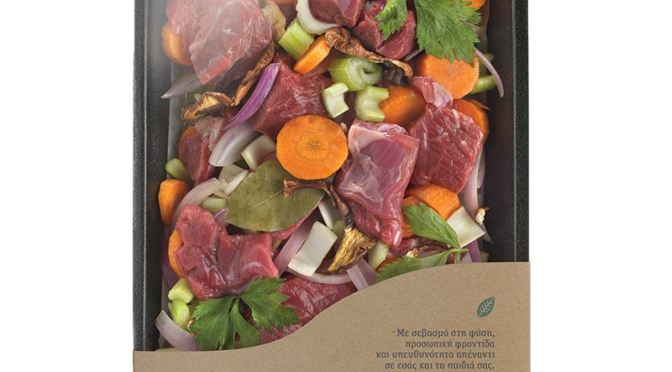 -Με σεβασμό στη φύση,
προσωπική φροντίδα
και υπευθυνότητα απέναντι
σε εσάς και τα παιδιά σας.